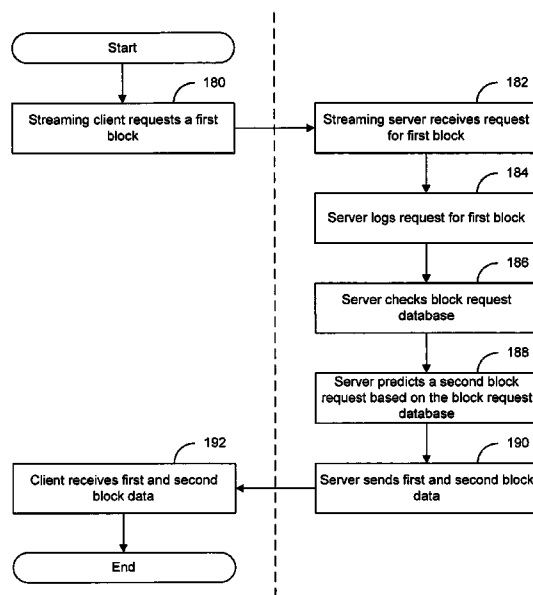 Start
180
Streaming client requests a first
block
182
Streaming server receives request
for first block
184
Server logs request for first block
186
Server checks block request
database
188
Server predicts a second block
request based on the block request
database
190
Server sends first and second block
data
192
Client receives first and second
block data
End